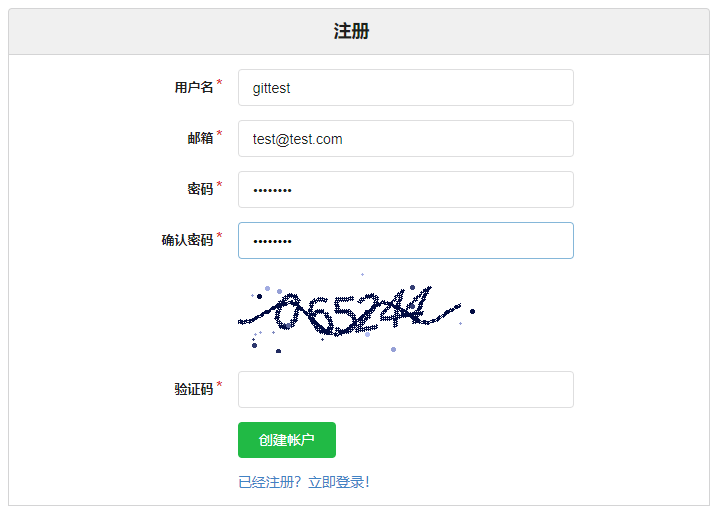 注册
用户名 *
gittest
邮箱 *
test@test.com
密码 *
••••••••
确认密码 *
••••••••
验证码 *
创建帐户
已经注册？立即登录！